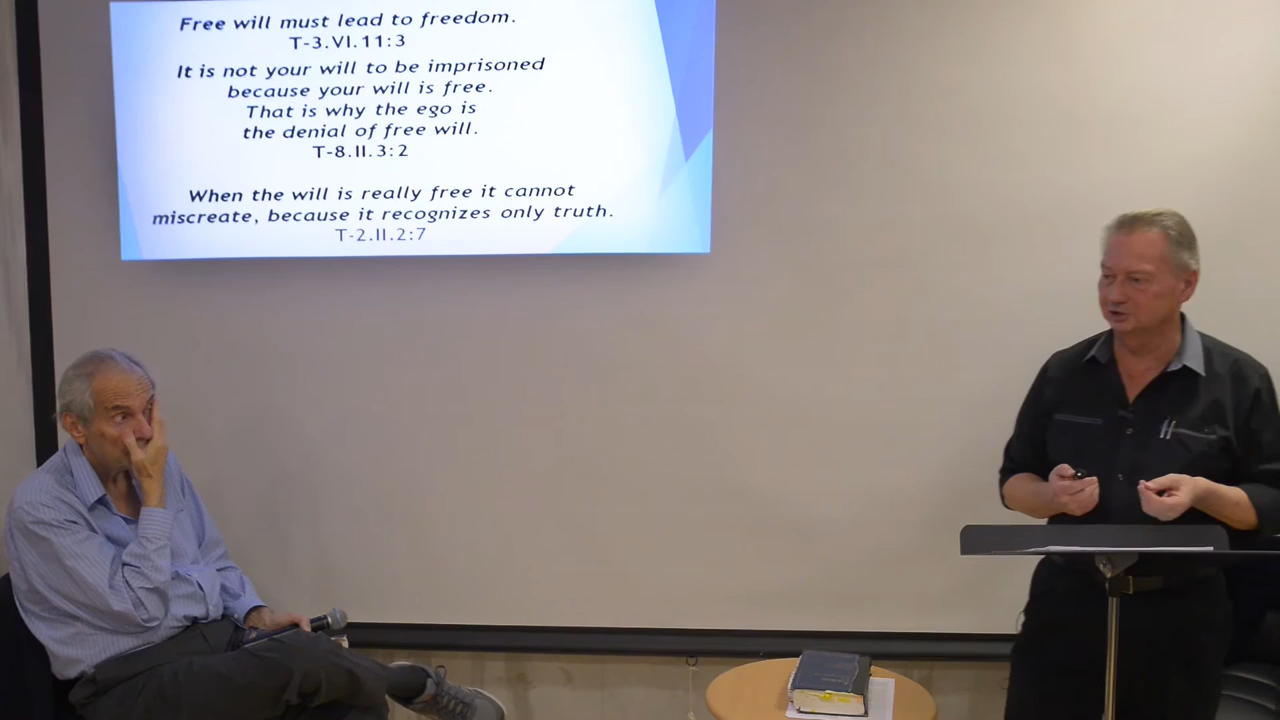 Free will must lead to freedom.
T-3.VI.11:3
It is not your will to be imprisoned
because your will is free.
That is why the ego is
the denial of free will.
T-8.II.3:2
When the will is really free it cannot
miscreate, because it recognizes only truth.
T-2.II.2:7